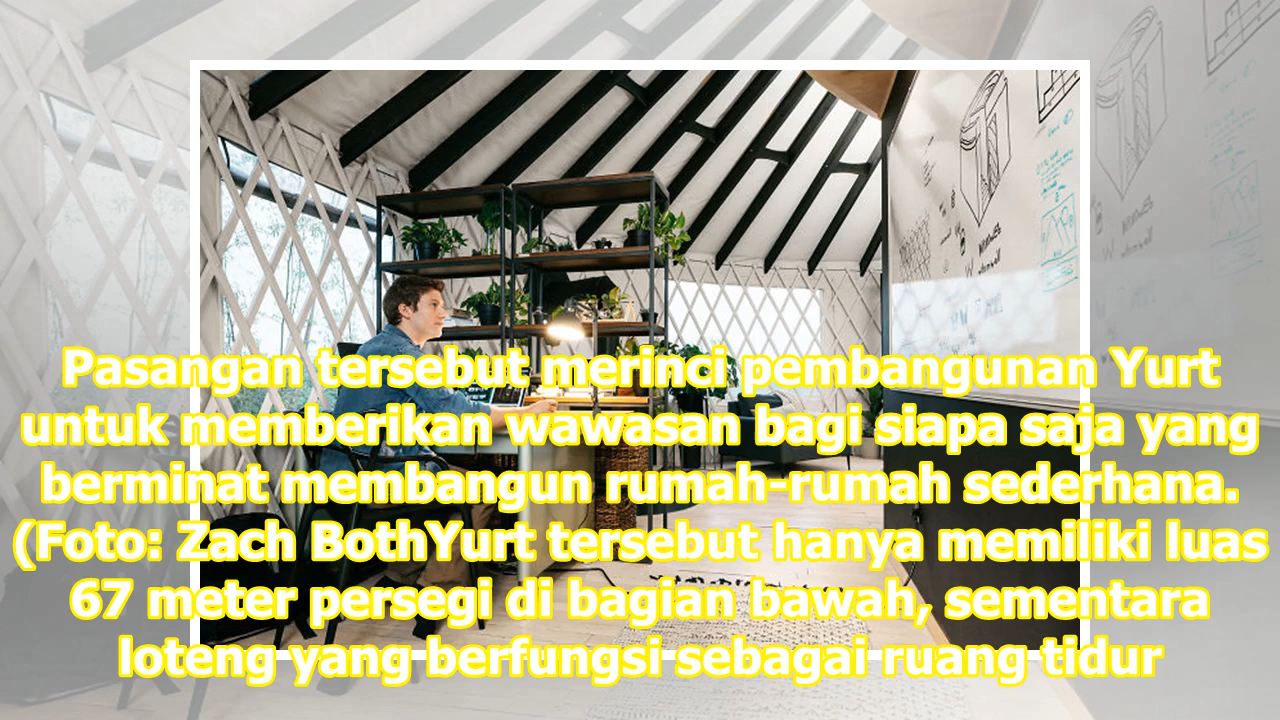 Pasangan tersebut merinci pembangunan Yurt
untuk memberikan wawasan bagi siapa saja yang
berminat membangun rumah-rumah sederhana.
(Foto: Zach BothYurt tersebut hanya memiliki luas
67 meter persegi di bagian bawah, sementara
loteng yang berfungsi sebagai ruang tidur